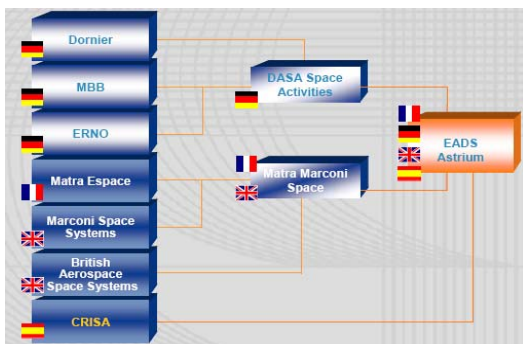 Dornier
MBB
ERNO
Matra Espace
Marconi Space
Systems
British
Aerospace
Space Systems
CRISA
DASA Space
Activities
Matra Marconi
Space
EADS
Astrium